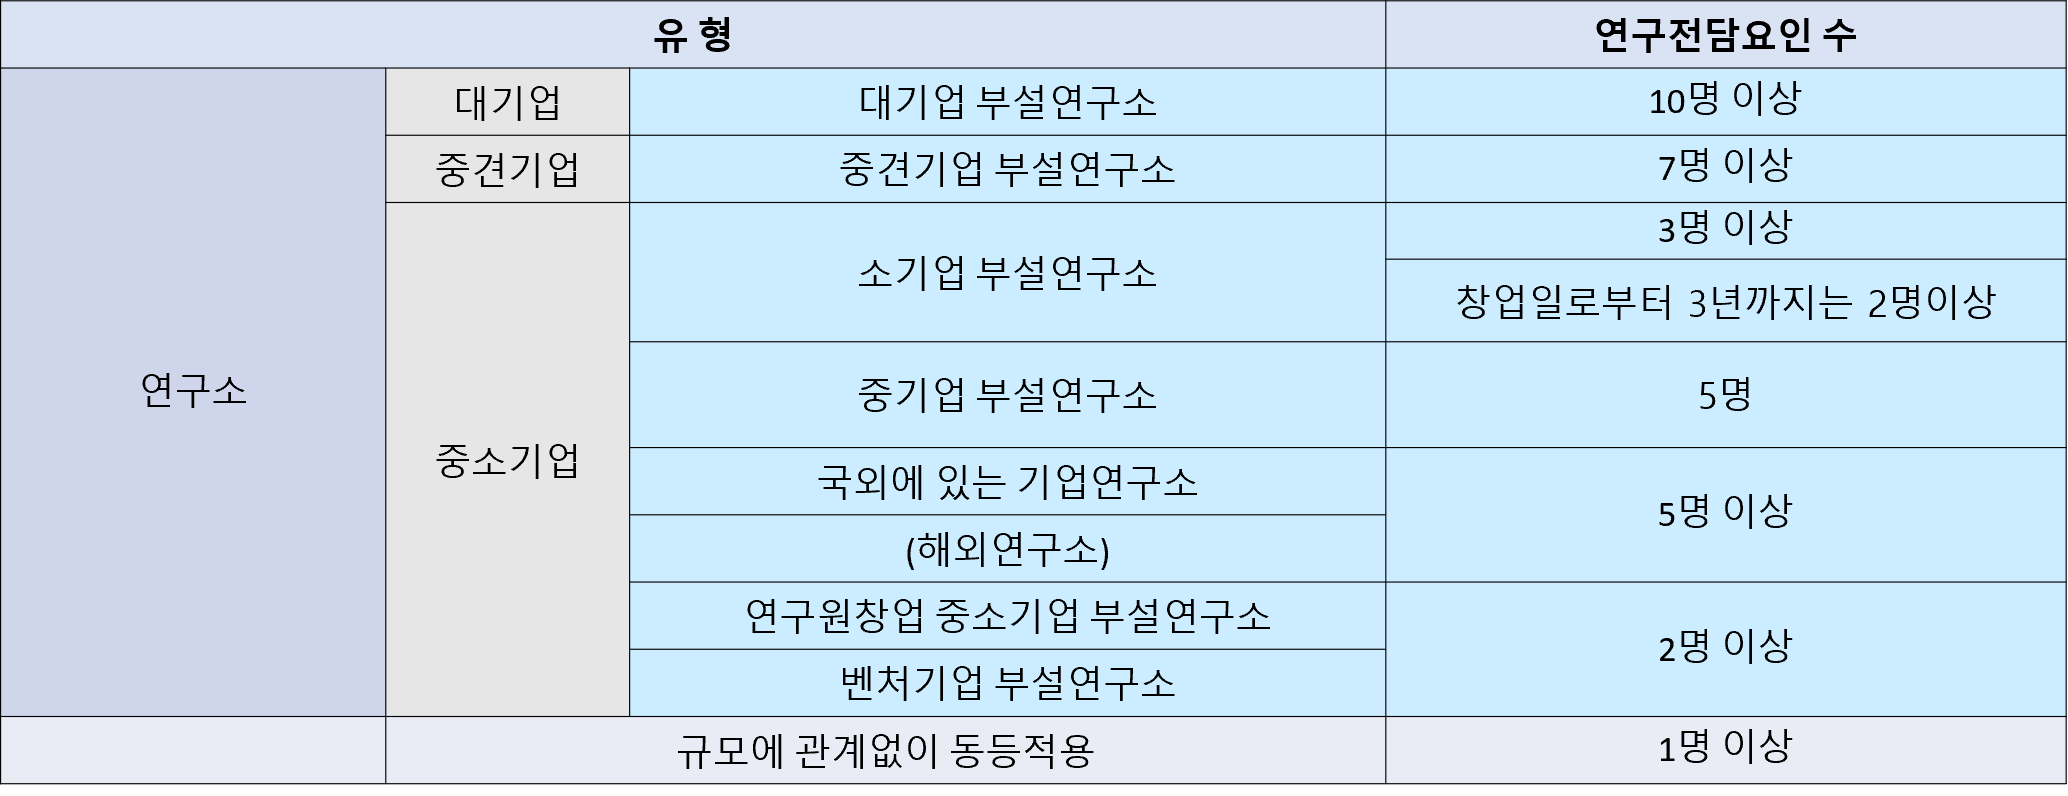 유 형
연구전담요인 수
연구소
대기업
대기업 부설연구소
10명 이상
중견기업
중견기업 부설연구소
7명 이상
중소기업
소기업 부설연구소
3명 이상
창업일로부터 3년까지는 2명이상
중기업 부설연구소
5명
국외에 있는 기업연구소
(해외연구소)
5명 이상
연구원창업 중소기업 부설연구소
벤처기업 부설연구소
2명 이상
규모에 관계없이 동등적용
1명 이상